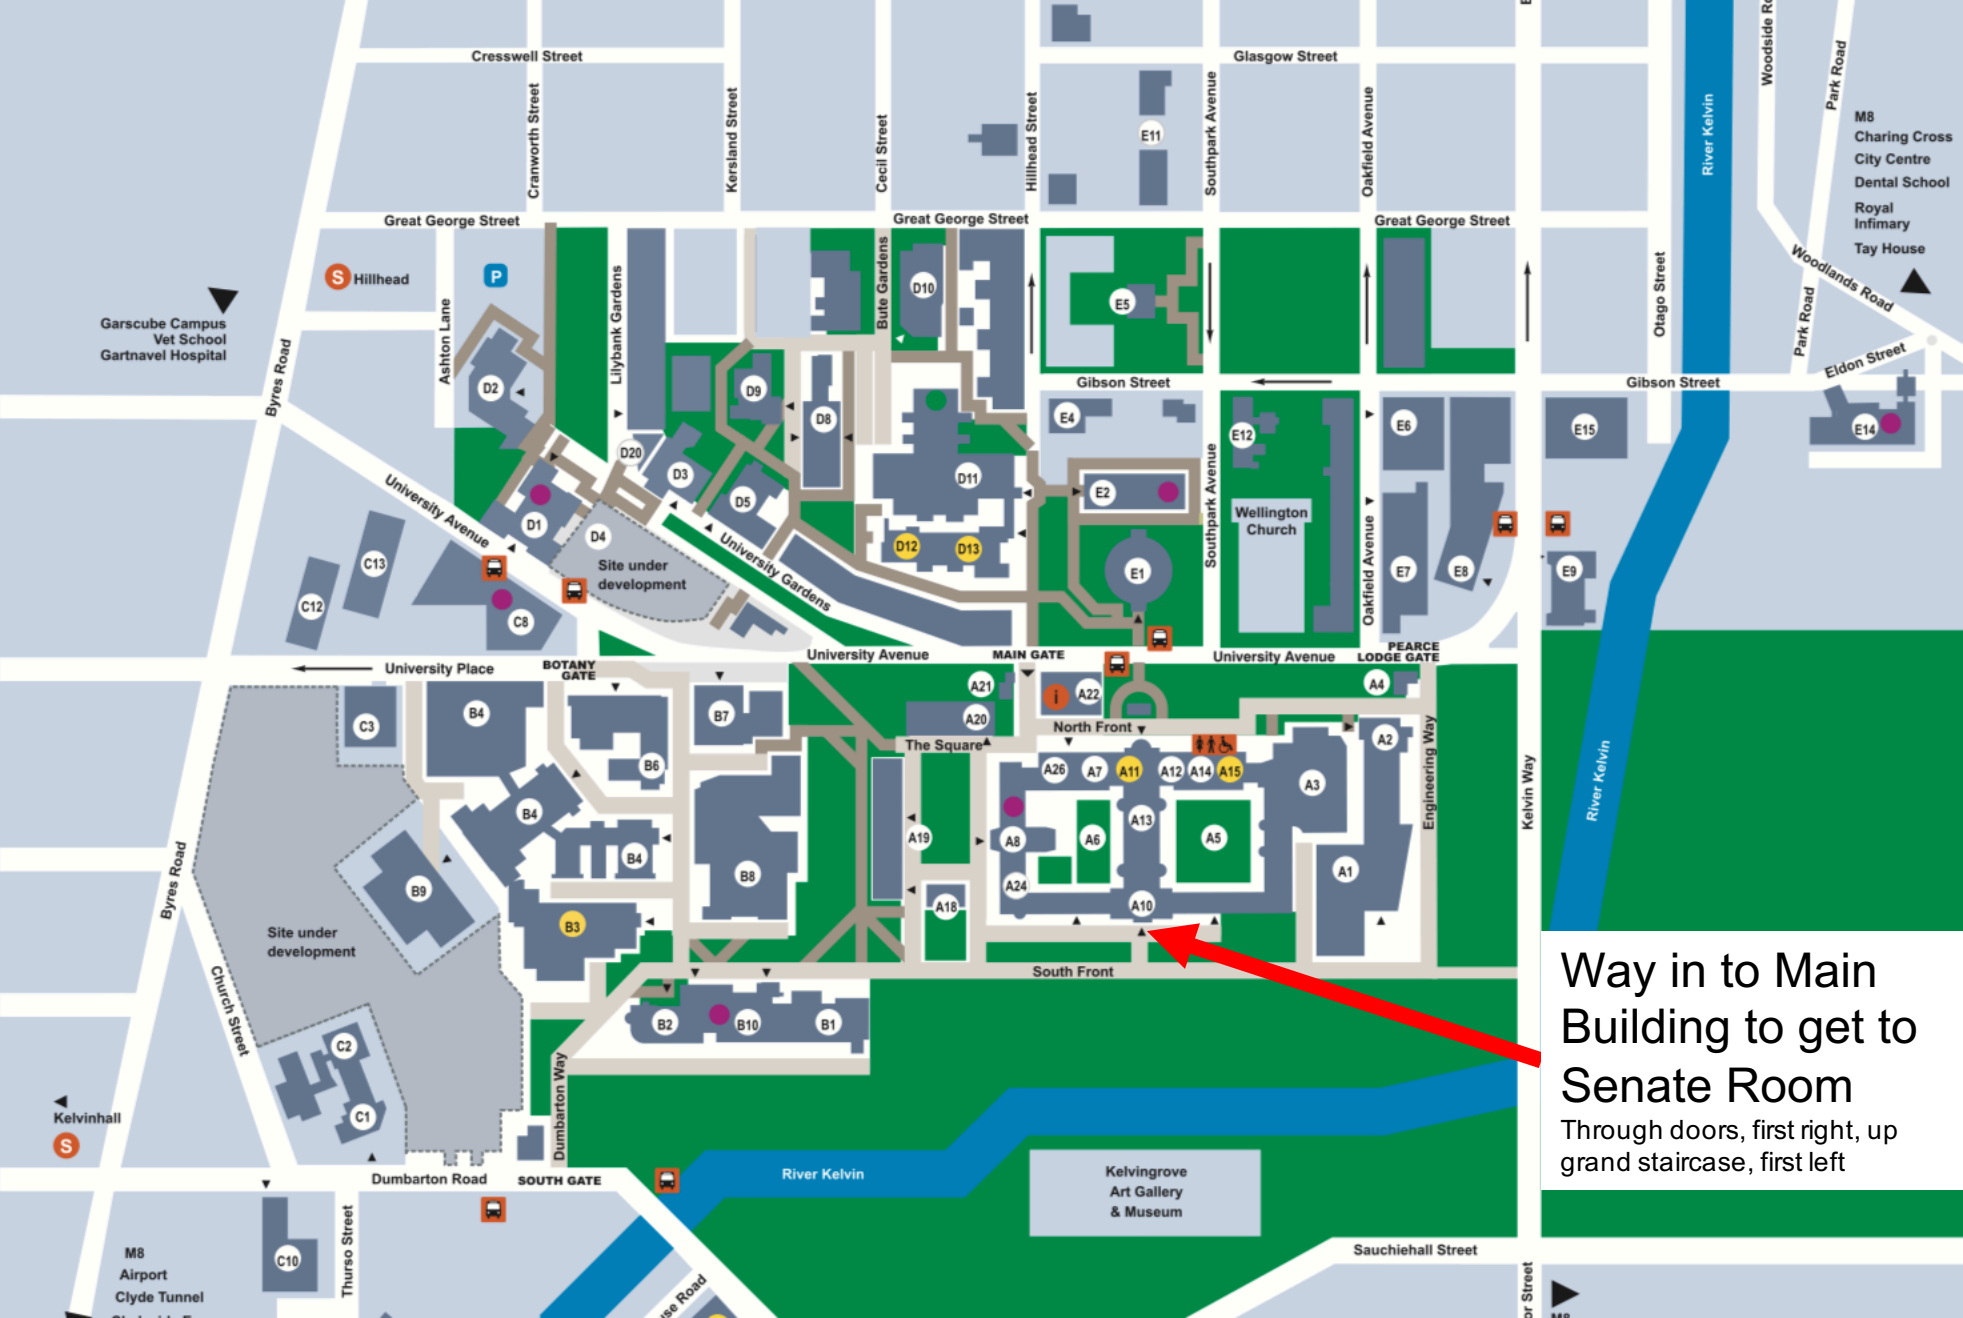 Cresswell Street
Glasgow Street
Cranworth Street
Kersland Street
Cecil Street
Hillhead Street
Southpark Avenue
Oakfield Avenue
River Kelvin
Park Road
M8
Charing Cross
City Centre
Dental School
Royal
Infimary
Tay House
E11
Great George Street
Great George Street
Great George Street
S Hillhead
P
Garscube Campus
Vet School
Gartnavel Hospital
Byres Road
Ashton Lane
Lilybank Gardens
Bute Gardens
D10
E5
Otago Street
Woodlands Road
Park Road
Eldon Street
Gibson Street
Gibson Street
D2
D9
D8
E4
E12
E6
E15
E14
D20
D3
D5
D11
E2
Southpark Avenue
Wellington
Church
Oakfield Avenue
University Avenue
D1
D4
Site under
development
University Gardens
D12
D13
E1
E7
E8
E9
C13
C12
C8
University Place
BOTANY
GATE
University Avenue
MAIN GATE
University Avenue
PEARCE
LODGE GATE
C3
B4
B7
A21
A20
i
A22
A4
North Front
The Square
Engineering Way
Kelvin Way
River Kelvin
B6
A26
A7
A11
A12
A14
A15
A3
A2
B4
B4
A19
A8
A6
A13
A5
A1
Byres Road
B9
B8
A24
A18
A10
B3
Site under
development
South Front
Church Street
B2
B10
B1
C2
C1
Dumbarton Way
Kelvinhall
S
Dumbarton Road
SOUTH GATE
River Kelvin
Kelvingrove
Art Gallery
& Museum
Way in to Main
Building to get to
Senate Room
Through doors, first right, up
grand staircase, first left
Thurso Street
C10
M8
Airport
Clyde Tunnel
Sauchiehall Street